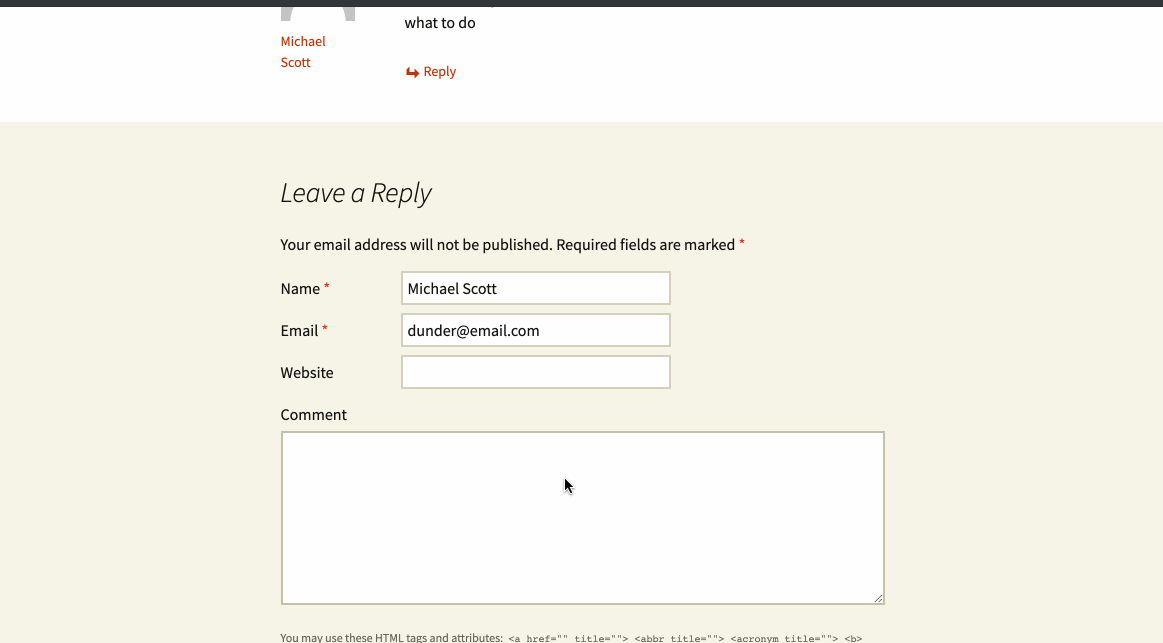 what to do
Michael
Scott
Reply
Leave a Reply
Your email address will not be published. Required fields are marked *
Name * Michael Scott
Email * dunder@email.com
Website
Comment
You may use these HTML tags and attributes: <a href="" title=""> <abbr title=""> <acronym title=""> <b>